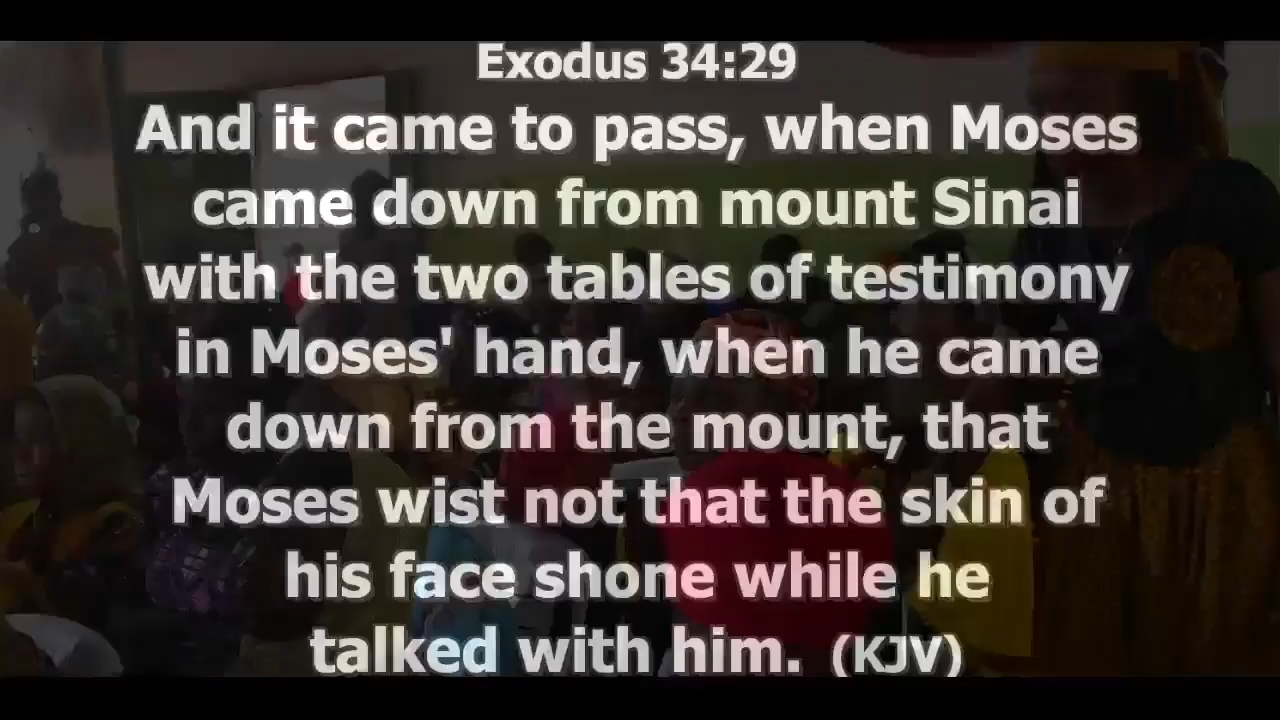 Exodus 34:29
And it came to pass, when Moses
came down from mount Sinai
with the two tables of testimony
in Moses' hand, when he came
down from the mount, that
Moses wist not that the skin of
his face shone while he
talked with him. (KJV)